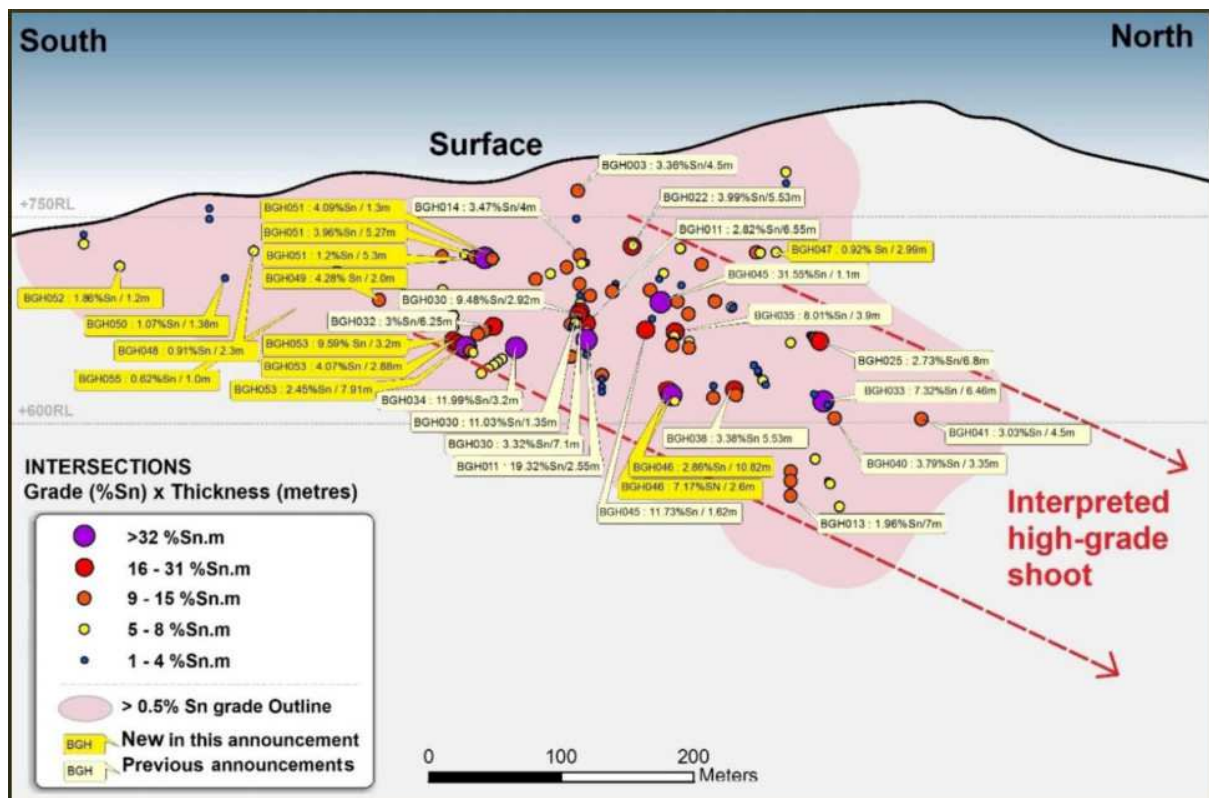 South
North
Surface
BGH003 : 3.36%Sn/4.5m
BGH022 : 3.99%Sn/5.53m
BGH014 : 3.47%Sn/4m
BGH011 : 2.82%Sn/6.55m
+750RL
BGH051 : 4.09%Sn / 1.3m
BGH051 : 3.96%Sn / 5.27m
BGH051 : 1.2%Sn / 5.3m
BGH049 : 4.28% Sn / 2.0m
BGH047 : 0.92% Sn / 2.99m
BGH045 : 31.55%Sn / 1.1m
BGH052 : 1.86%Sn / 1.2m
BGH030 : 9.48%Sn/2.92m
BGH035 : 8.01%Sn / 3.9m
BGH050 : 1.07%Sn / 1.38m
BGH032 : 3%Sn/6.25m
BGH048 : 0.91%Sn / 2.3m
BGH053 : 9.59% Sn / 3.2m
BGH053 : 4.07%Sn / 2.88m
BGH053 : 2.45%Sn / 7.91m
BGH025 : 2.73%Sn/6.8m
BGH055 : 0.62%Sn / 1.0m
BGH033 : 7.32%Sn / 6.46m
BGH034 : 11.99%Sn/3.2m
+600RL
BGH030 : 11.03%Sn/1.35m
BGH041 : 3.03%Sn / 4.5m
BGH030 : 3.32%Sn/7.1m
BGH038 : 3.38%Sn 5.53m
BGH040 : 3.79%Sn / 3.35m
BGH011 : 19.32%Sn/2.55m
BGH046 : 2.86%Sn / 10.82m
BGH046 : 7.17%SN / 2.6m
BGH045 : 11.73%Sn / 1.62m
BGH013 : 1.96%Sn/7m
Interpreted
high-grade
shoot
INTERSECTIONS
Grade (%Sn) x Thickness (metres)
>32 %Sn.m
16 - 31 %Sn.m
9 - 15 %Sn.m
5 - 8 %Sn.m
1 - 4 %Sn.m
> 0.5% Sn grade Outline
BGH New in this announcement
BGH Previous announcements
0 100 200
Meters